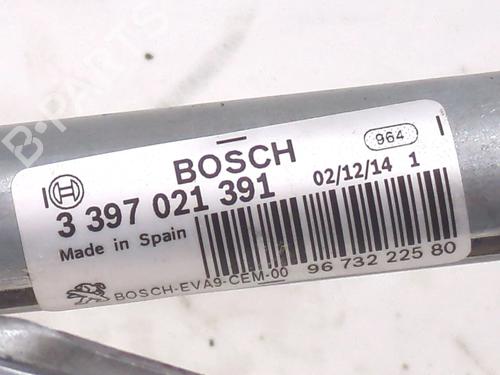 964
BOSCH
3 397 021 391
02/12/14 1
Made in Spain
BOSCH-EVA9-CEM-00
96 732 225 80
B-PARTS